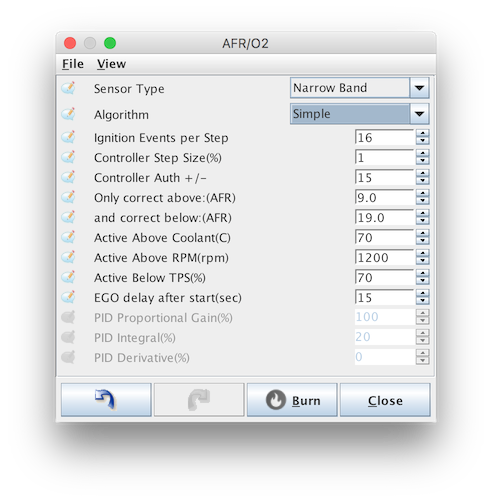 AFR/O2
File View
Sensor Type Narrow Band
Algorithm Simple
Ignition Events per Step 16
Controller Step Size(%) 1
Controller Auth +/- 15
Only correct above:(AFR) 9.0
and correct below:(AFR) 19.0
Active Above Coolant(C) 70
Active Above RPM(rpm) 1200
Active Below TPS(%) 70
EGO delay after start(sec) 15
PID Proportional Gain(%) 100
PID Integral(%) 20
PID Derivative(%) 0
Burn Close